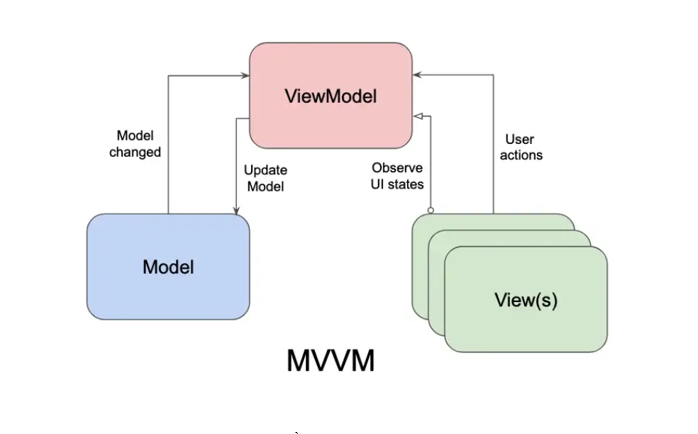 ViewModel
Model
changed
Update
Model
Observe
UI states
User
actions
Model
View(s)
MVVM